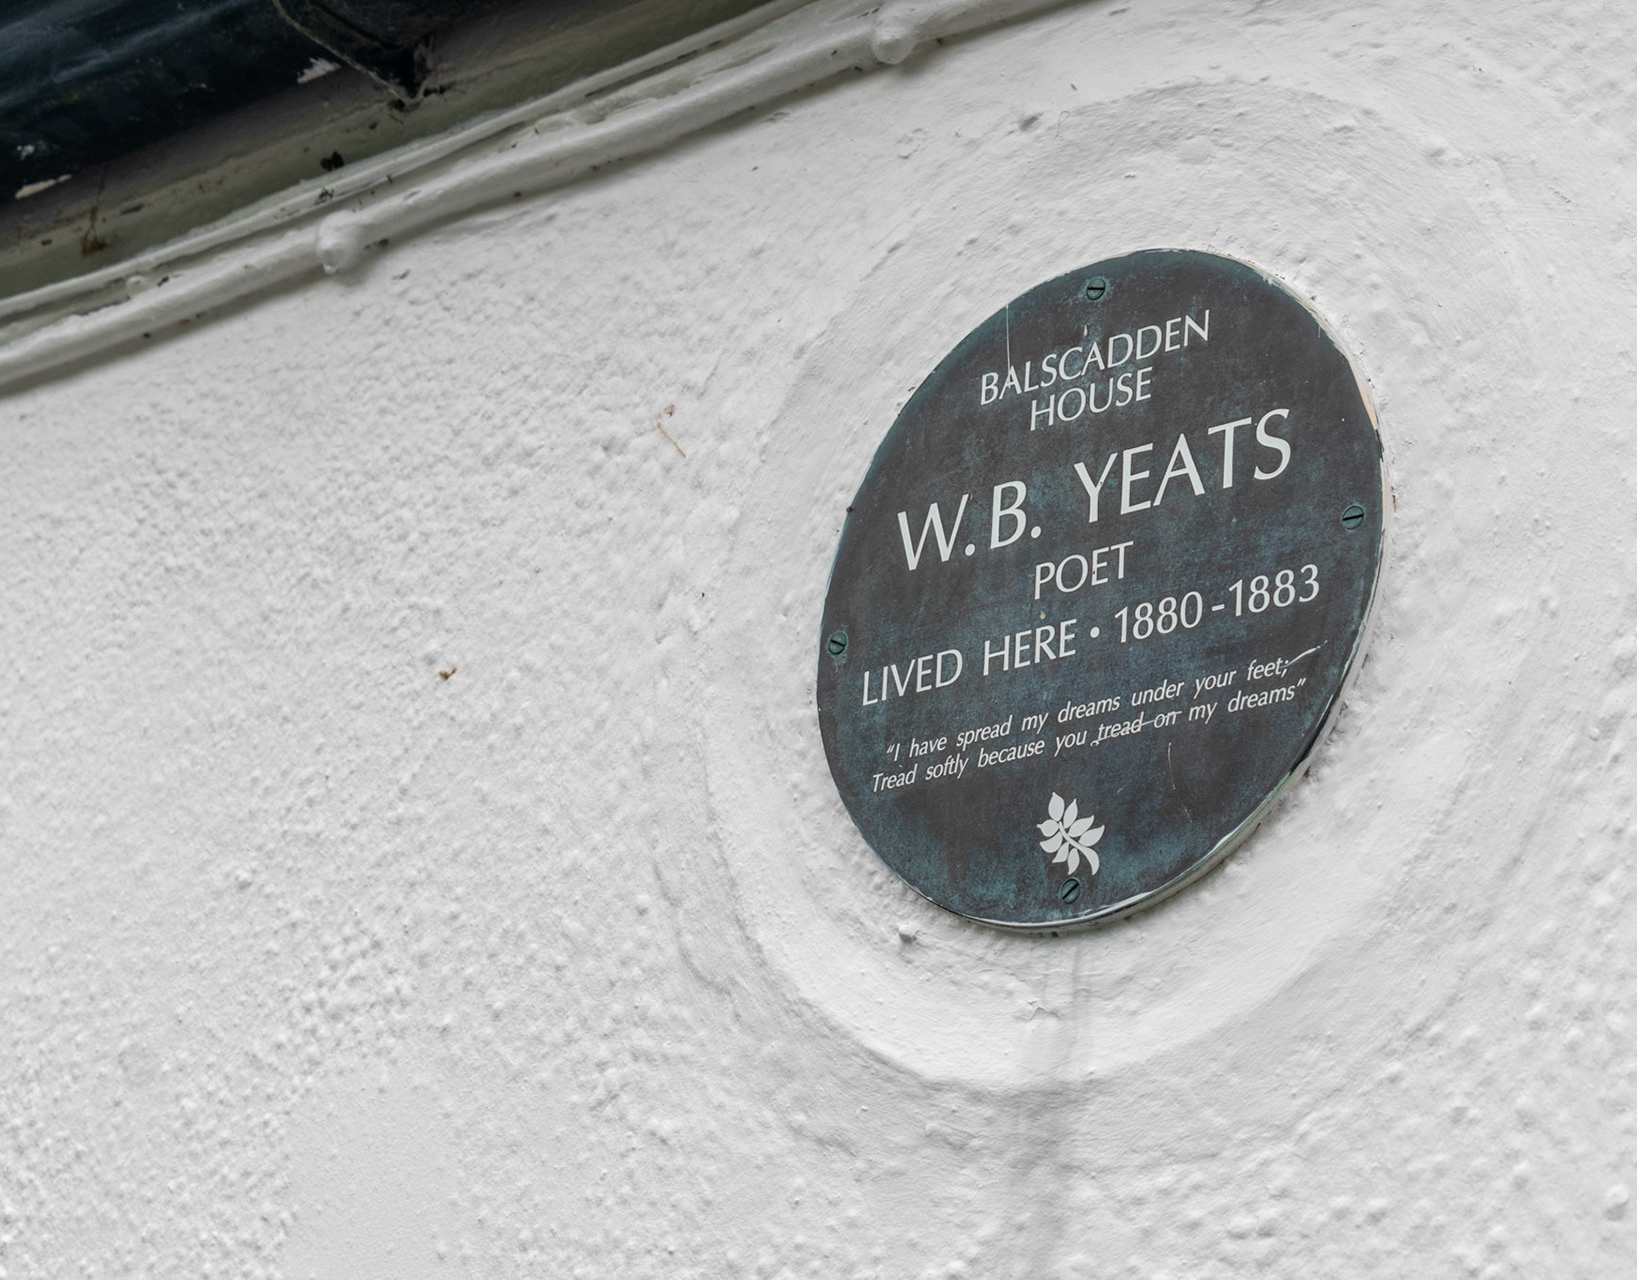 BALSCADDEN
HOUSE
W.B. YEATS
POET
LIVED HERE • 1880-1883
“I have spread my dreams under your feet;
Tread softly because you tread on my dreams”